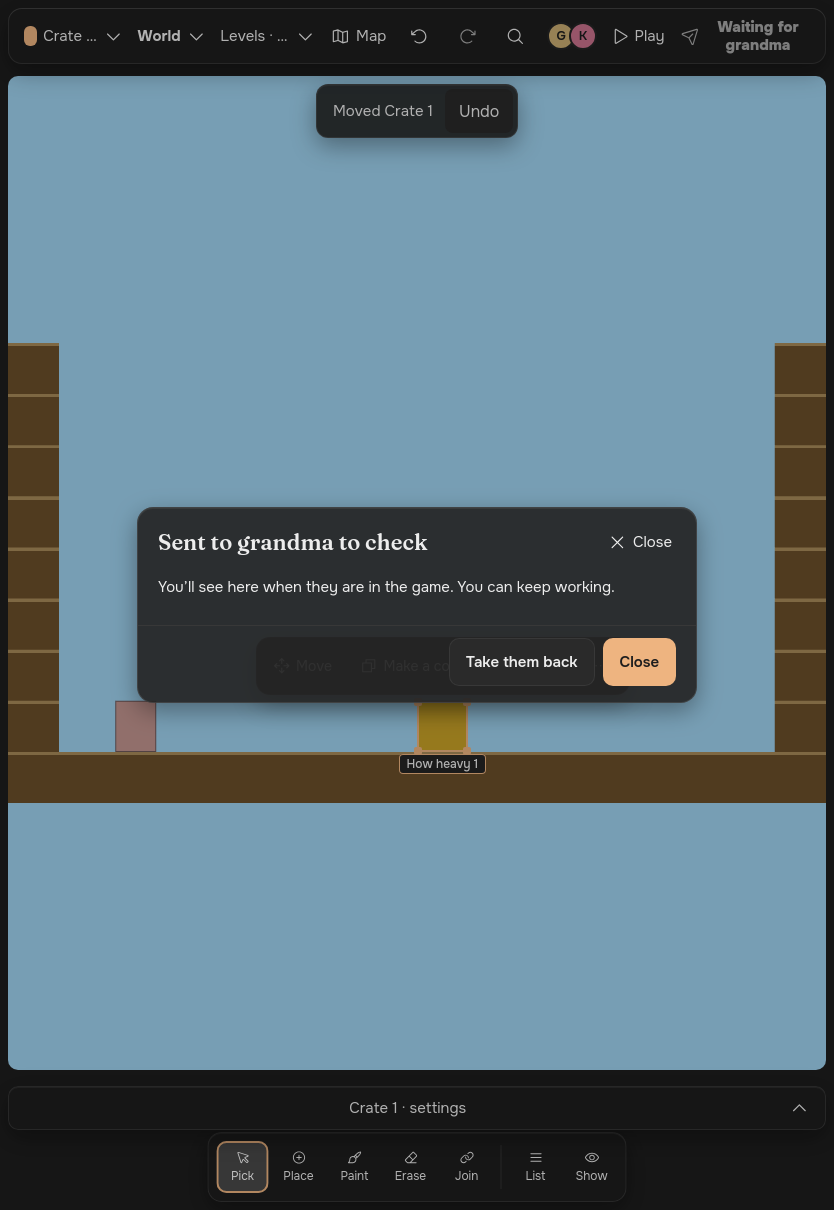 Crate ...
World
Levels · ...
Map
G
K
Play
Waiting for
grandma
Moved Crate 1
Undo
Sent to grandma to check
Close
You'll see here when they are in the game. You can keep working.
Move
Make a co
Take them back
Close
How heavy 1
Crate 1 · settings
Pick
Place
Paint
Erase
Join
List
Show